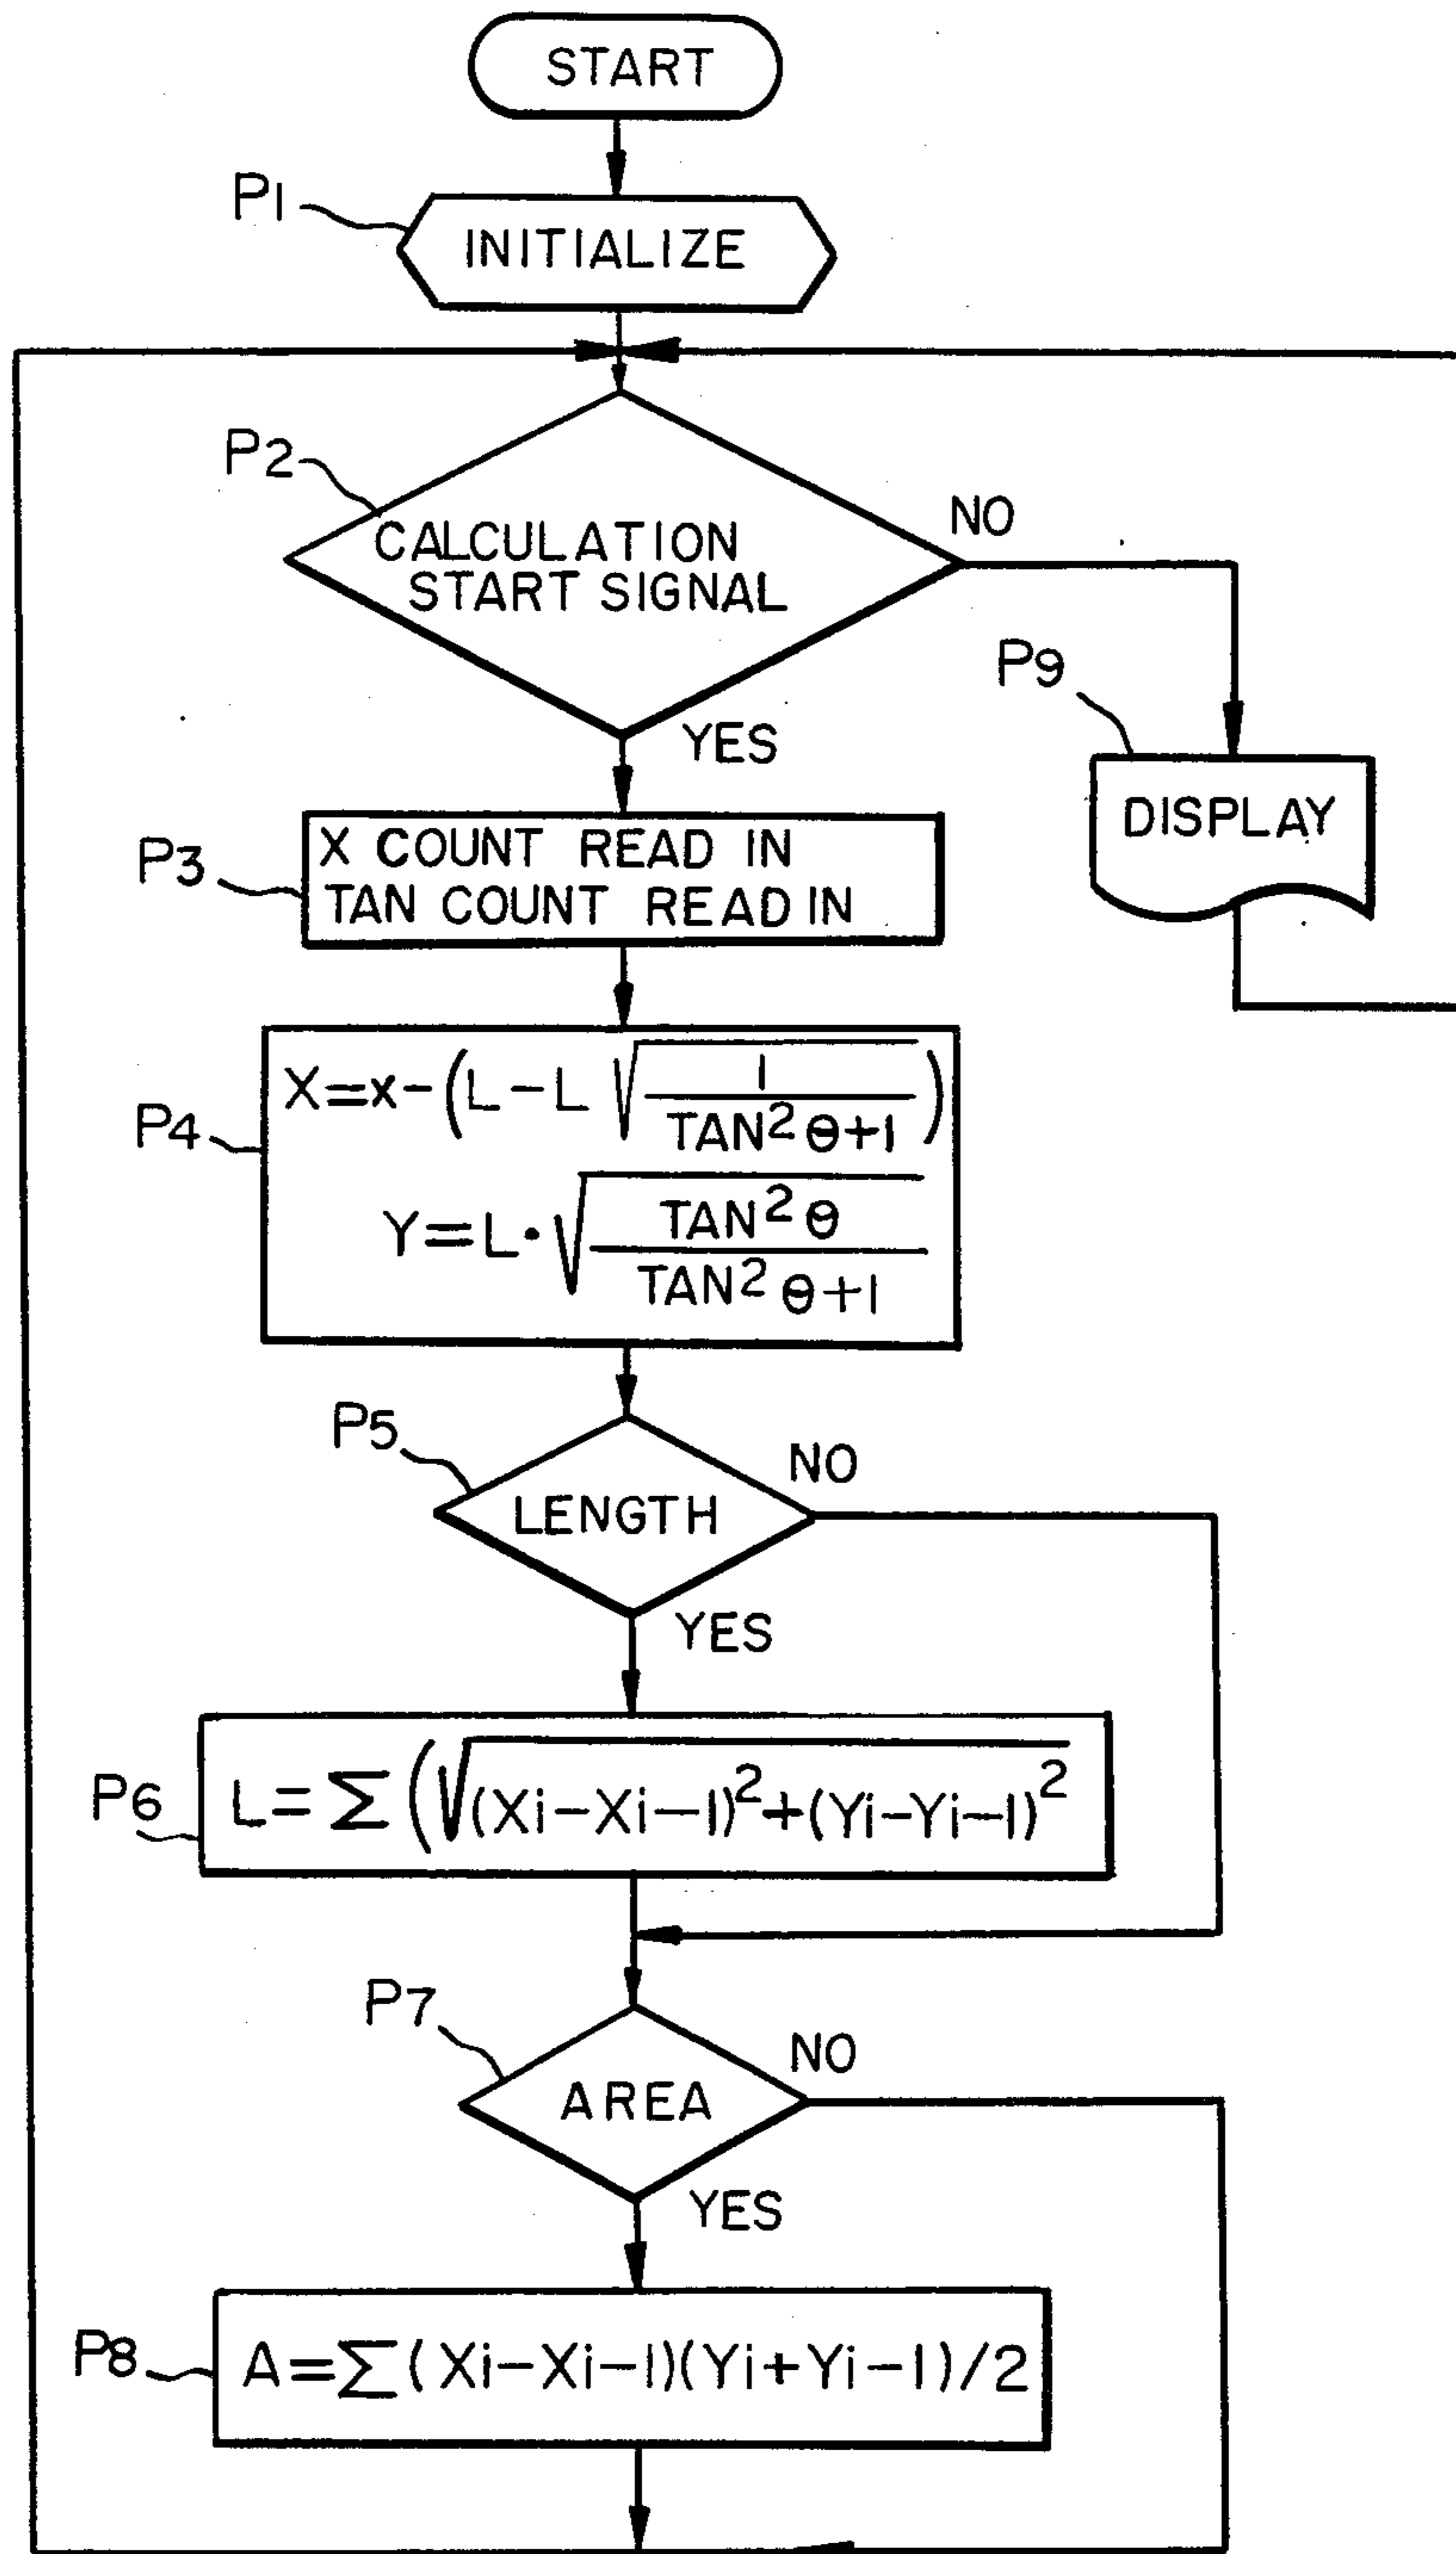 START
P1
INITIALIZE
P2
CALCULATION
START SIGNAL
NO
YES
P9
DISPLAY
P3
X COUNT READ IN
TAN COUNT READ IN
P4
X=x-(L-L√(1/(TAN²θ+1)))
Y=L·√(TAN²θ/(TAN²θ+1))
P5
LENGTH
NO
YES
P6
L=∑(√(Xi-Xi-1)²+(Yi-Yi-1)²
P7
AREA
NO
YES
P8
A=∑(Xi-Xi-1)(Yi+Yi-1)/2